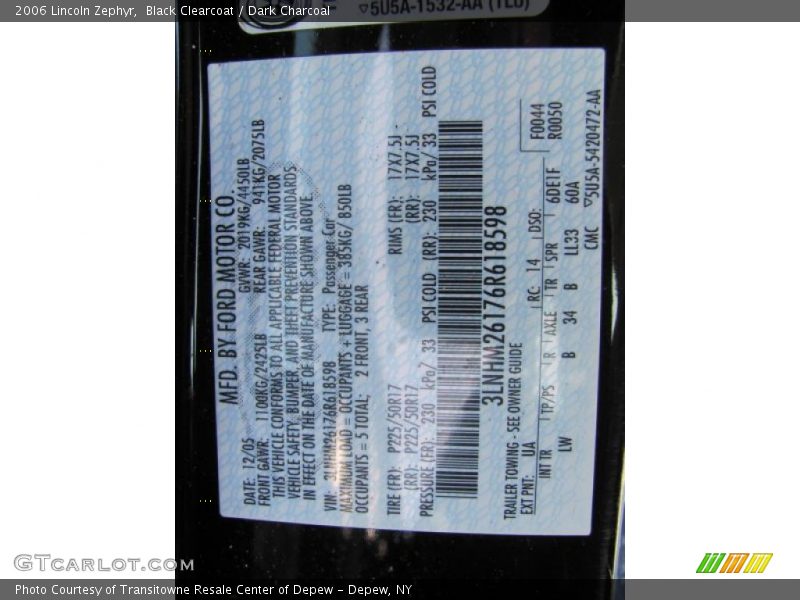 2006 Lincoln Zephyr, Black Clearcoat / Dark Charcoal
5U5A-1532-AA (TLU)
MFD. BY FORD MOTOR CO.
DATE: 12/05 GVWR: 2019KG/4450LB
FRONT GAWR: 1100KG/2425LB REAR GAWR: 941KG/2075LB
THIS VEHICLE CONFORMS TO ALL APPLICABLE FEDERAL MOTOR
VEHICLE SAFETY, BUMPER, AND THEFT PREVENTION STANDARDS
IN EFFECT ON THE DATE OF MANUFACTURE SHOWN ABOVE.
VIN: 3LNHM26176R618598 TYPE: Passenger Car
MAXIMUM LOAD = OCCUPANTS + LUGGAGE = 385KG/ 850LB
OCCUPANTS = 5 TOTAL: 2 FRONT, 3 REAR
TIRE (FR): P225/50R17 RIMS (FR): 17X7.5J
(RR): P225/50R17 (RR): 17X7.5J
PRESSURE (FR): 230 kPa/ 33 PSI COLD (RR): 230 kPa/ 33 PSI COLD
3LNHM26176R618598
TRAILER TOWING - SEE OWNER GUIDE
F0044
R0050
EXT PNT: UA RC: 14 DSO:
INT TR TP/PS R AXLE TR SPR 6DE1F
LW B 34 B LL33 60A
CMC 5U5A-5420472-AA
GTcarlot.com
Photo Courtesy of Transitowne Resale Center of Depew – Depew, NY